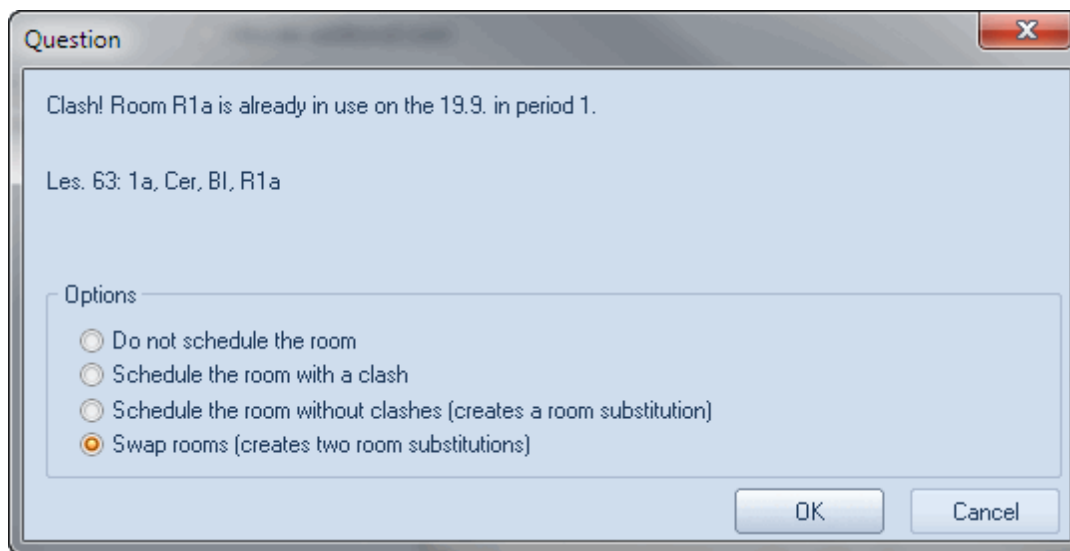 Question
Clash! Room R1a is already in use on the 19.9. in period 1.
Les. 63: 1a, Cer, BI, R1a
Options
Do not schedule the room
Schedule the room with a clash
Schedule the room without clashes (creates a room substitution)
Swap rooms (creates two room substitutions)
OK
Cancel